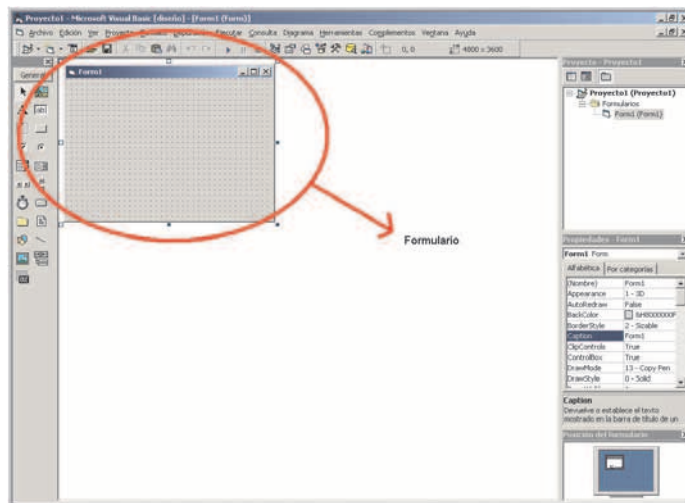 Proyecto1 - Microsoft Visual Basic [diseño] - [Form1 (Form)]
Archivo Edición Ver Proyecto Formato Depuración Ejecutar Consulta Diagrama Herramientas Complementos Ventana Ayuda
0, 0 4800 x 3600
General
Form1
Formulario
Proyecto - Proyecto1
Proyecto1 (Proyecto1)
Formularios
Form1 (Form1)
Propiedades - Form1
Form1 Form
Alfabética Por categorías
(Nombre) Form1
Appearance 1 - 3D
AutoRedraw False
BackColor &H8000000F
BorderStyle 2 - Sizable
Caption Form1
ClipControls True
ControlBox True
DrawMode 13 - Copy Pen
DrawStyle 0 - Solid
Caption
Devuelve o establece el texto
mostrado en la barra de título de un
Posición del formulario